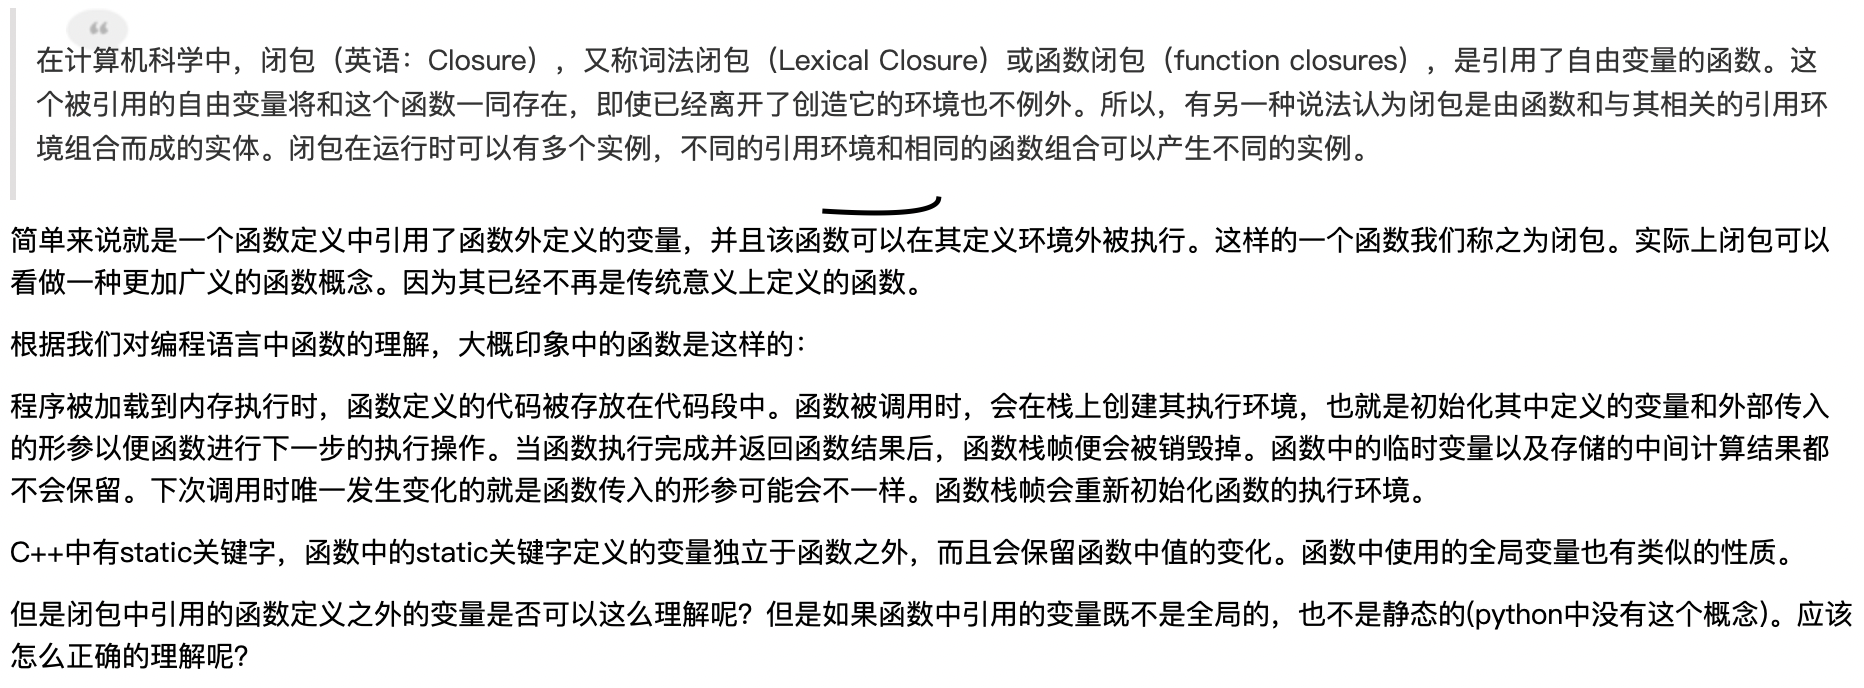 在计算机科学中，闭包（英语：Closure），又称词法闭包（Lexical Closure）或函数闭包（function closures），是引用了自由变量的函数。这
个被引用的自由变量将和这个函数一同存在，即使已经离开了创造它的环境也不例外。所以，有另一种说法认为闭包是由函数和与其相关的引用环
境组合而成的实体。闭包在运行时可以有多个实例，不同的引用环境和相同的函数组合可以产生不同的实例。
简单来说就是一个函数定义中引用了函数外定义的变量，并且该函数可以在其定义环境外被执行。这样的一个函数我们称之为闭包。实际上闭包可以
看做一种更加广义的函数概念。因为其已经不再是传统意义上定义的函数。
根据我们对编程语言中函数的理解，大概印象中的函数是这样的：
程序被加载到内存执行时，函数定义的代码被存放在代码段中。函数被调用时，会在栈上创建其执行环境，也就是初始化其中定义的变量和外部传入
的形参以便函数进行下一步的执行操作。当函数执行完成并返回函数结果后，函数栈帧便会被销毁掉。函数中的临时变量以及存储的中间计算结果都
不会保留。下次调用时唯一发生变化的就是函数传入的形参可能会不一样。函数栈帧会重新初始化函数的执行环境。
C++中有static关键字，函数中的static关键字定义的变量独立于函数之外，而且会保留函数中值的变化。函数中使用的全局变量也有类似的性质。
但是闭包中引用的函数定义之外的变量是否可以这么理解呢？但是如果函数中引用的变量既不是全局的，也不是静态的(python中没有这个概念)。应该
怎么正确的理解呢？